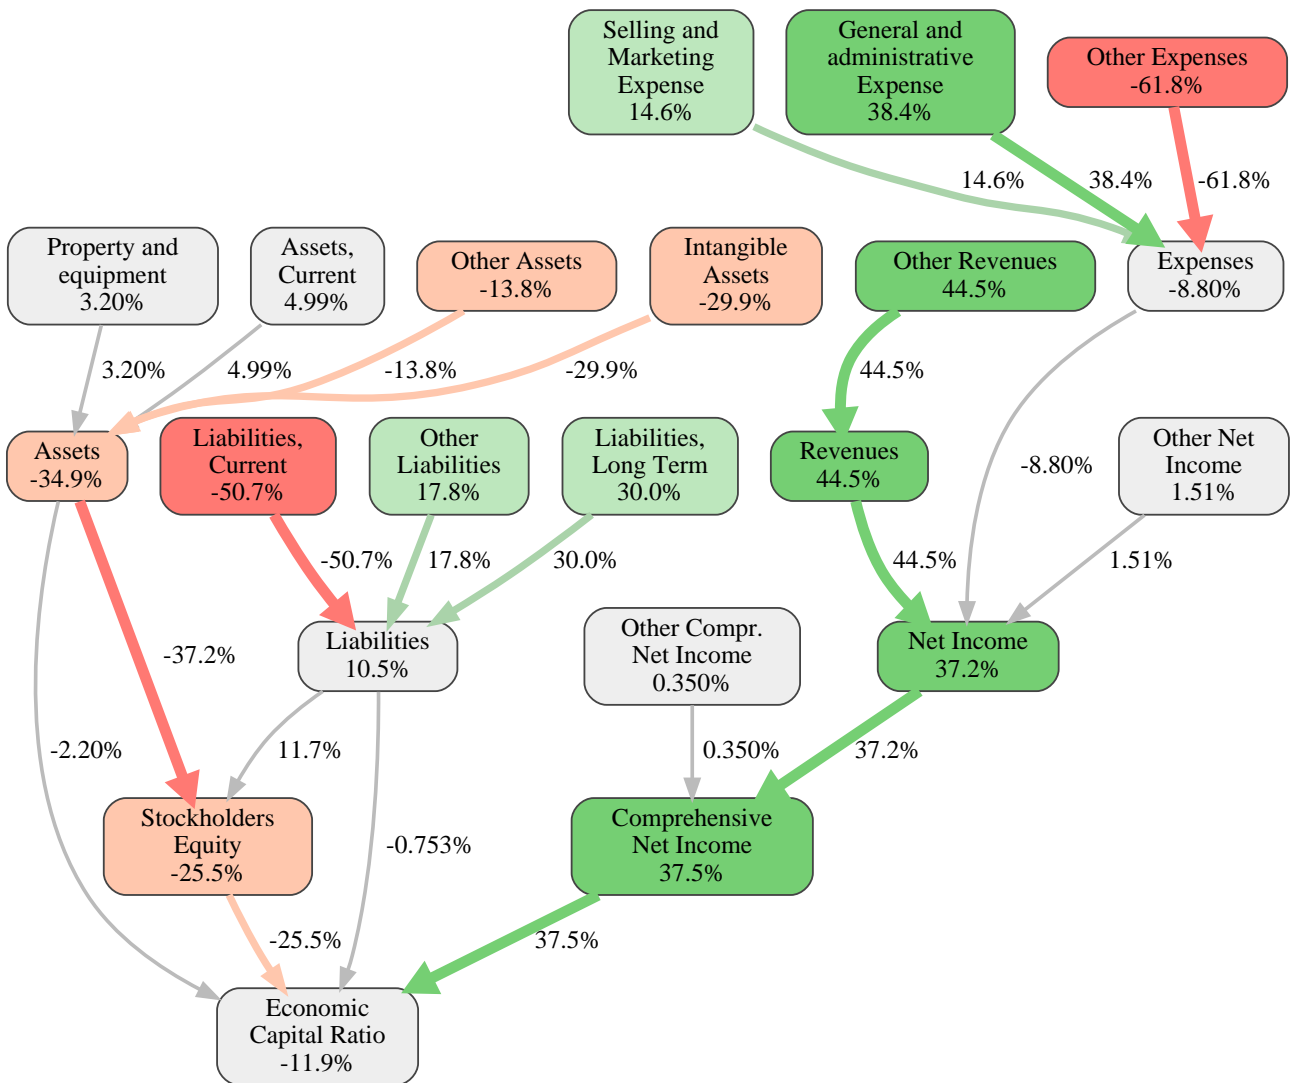 Selling and
Marketing
Expense
14.6%
General and
administrative
Expense
38.4%
Other Expenses
-61.8%
14.6%
38.4%
-61.8%
Property and
equipment
3.20%
Assets,
Current
4.99%
Other Assets
-13.8%
Intangible
Assets
-29.9%
Other Revenues
44.5%
Expenses
-8.80%
3.20%
4.99%
-13.8%
-29.9%
44.5%
Assets
-34.9%
Liabilities,
Current
-50.7%
Other
Liabilities
17.8%
Liabilities,
Long Term
30.0%
Revenues
44.5%
-8.80%
Other Net
Income
1.51%
-50.7%
17.8%
30.0%
44.5%
1.51%
-37.2%
Liabilities
10.5%
Other Compr.
Net Income
0.350%
Net Income
37.2%
-2.20%
11.7%
0.350%
37.2%
Stockholders
Equity
-25.5%
-0.753%
Comprehensive
Net Income
37.5%
-25.5%
37.5%
Economic
Capital Ratio
-11.9%